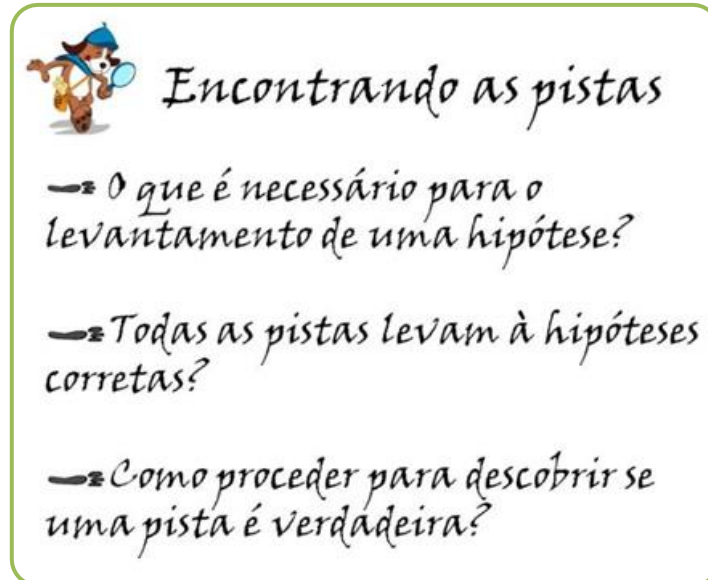 Encontrando as pistas
O que é necessário para o
levantamento de uma hipótese?
Todas as pistas levam à hipóteses
corretas?
Como proceder para descobrir se
uma pista é verdadeira?